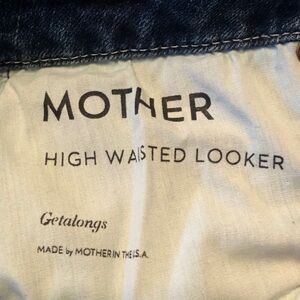 MOTHER
HIGH WAISTED LOOKER
Getalongs
MADE by MOTHER IN THE U.S.A.